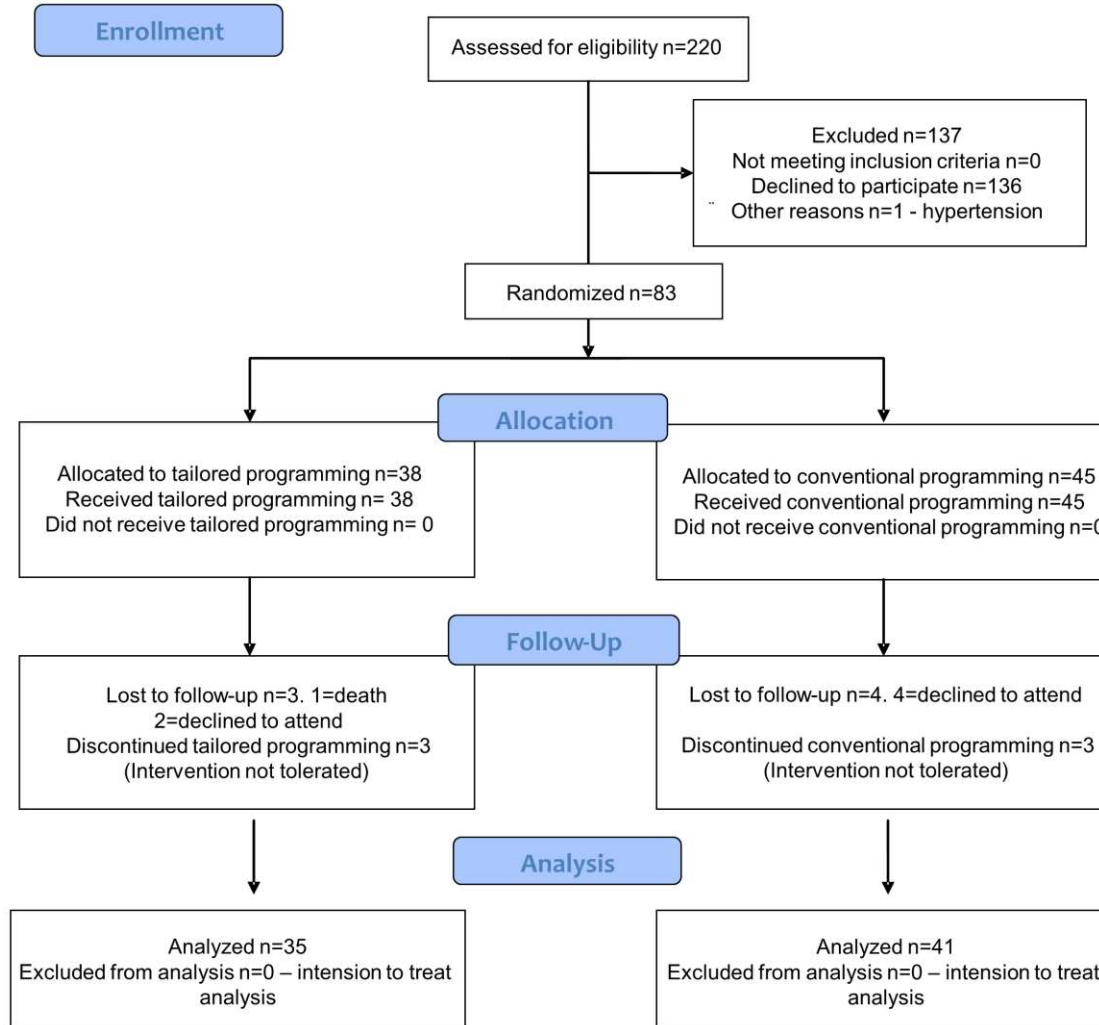 Enrollment
Assessed for eligibility n=220
Excluded n=137
Not meeting inclusion criteria n=0
Declined to participate n=136
Other reasons n=1 - hypertension
Randomized n=83
Allocation
Allocated to tailored programming n=38
Received tailored programming n= 38
Did not receive tailored programming n= 0
Allocated to conventional programming n=45
Received conventional programming n=45
Did not receive conventional programming n=0
Follow-Up
Lost to follow-up n=3. 1=death
2=declined to attend
Discontinued tailored programming n=3
(Intervention not tolerated)
Lost to follow-up n=4. 4=declined to attend
Discontinued conventional programming n=3
(Intervention not tolerated)
Analysis
Analyzed n=35
Excluded from analysis n=0 – intension to treat
analysis
Analyzed n=41
Excluded from analysis n=0 – intension to treat
analysis